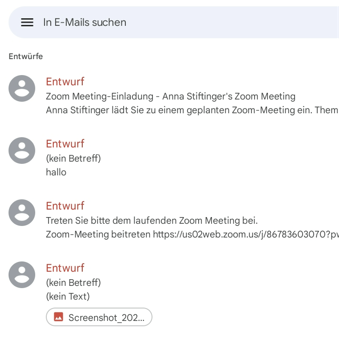 In E-Mails suchen
Entwürfe
Entwurf
Zoom Meeting-Einladung - Anna Stiftinger's Zoom Meeting
Anna Stiftinger lädt Sie zu einem geplanten Zoom-Meeting ein. Them
Entwurf
(kein Betreff)
hallo
Entwurf
Treten Sie bitte dem laufenden Zoom Meeting bei.
Zoom-Meeting beitreten https://us02web.zoom.us/j/86783603070?pw
Entwurf
(kein Betreff)
(kein Text)
Screenshot_202...